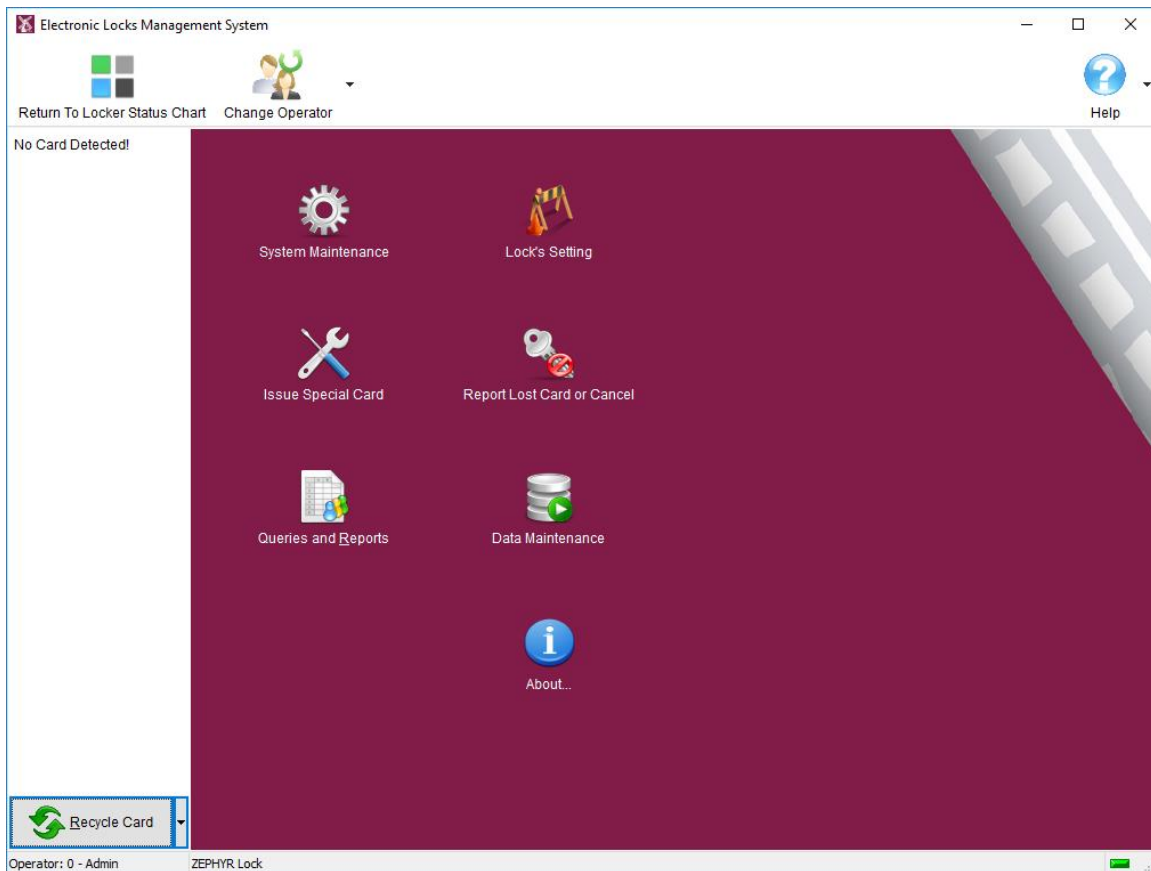 Electronic Locks Management System
Return To Locker Status Chart
Change Operator
Help
No Card Detected!
System Maintenance
Lock's Setting
Issue Special Card
Report Lost Card or Cancel
Queries and Reports
Data Maintenance
About...
Recycle Card
Operator: 0 - Admin
ZEPHYR Lock